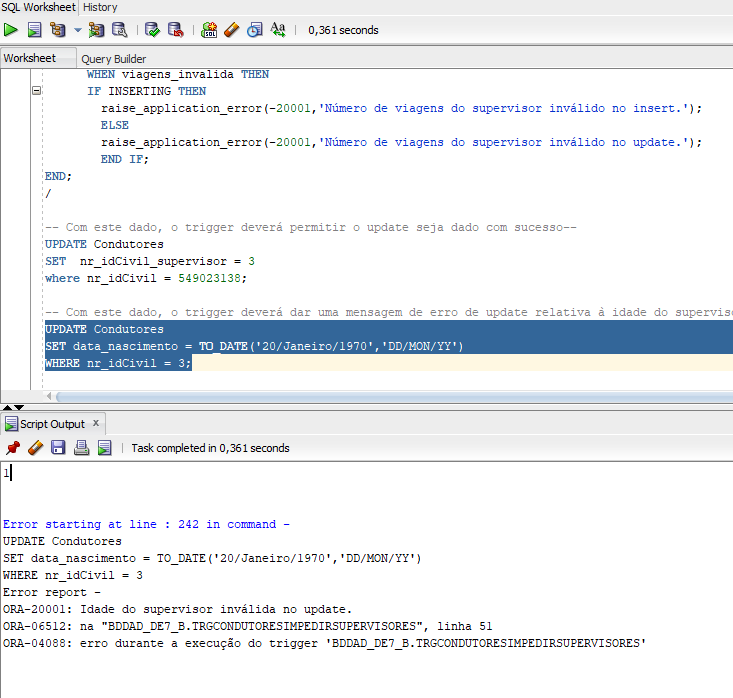 SQL Worksheet History
0,361 seconds
Worksheet Query Builder
WHEN viagens_invalida THEN
IF INSERTING THEN
raise_application_error(-20001,'Número de viagens do supervisor inválido no insert.');
ELSE
raise_application_error(-20001,'Número de viagens do supervisor inválido no update.');
END IF;
END;
/
-- Com este dado, o trigger deverá permitir o update seja dado com sucesso--
UPDATE Condutores
SET  nr_idCivil_supervisor = 3
where nr_idCivil = 549023138;
-- Com este dado, o trigger deverá dar uma mensagem de erro de update relativa à idade do superviso
UPDATE Condutores
SET data_nascimento = TO_DATE('20/Janeiro/1970','DD/MON/YY')
WHERE nr_idCivil = 3;
Script Output x
Task completed in 0,361 seconds
1
Error starting at line : 242 in command -
UPDATE Condutores
SET data_nascimento = TO_DATE('20/Janeiro/1970','DD/MON/YY')
WHERE nr_idCivil = 3
Error report -
ORA-20001: Idade do supervisor inválida no update.
ORA-06512: na "BDDAD_DE7_B.TRGCONDUTORESIMPEDIRSUPERVISORES", linha 51
ORA-04088: erro durante a execução do trigger 'BDDAD_DE7_B.TRGCONDUTORESIMPEDIRSUPERVISORES'